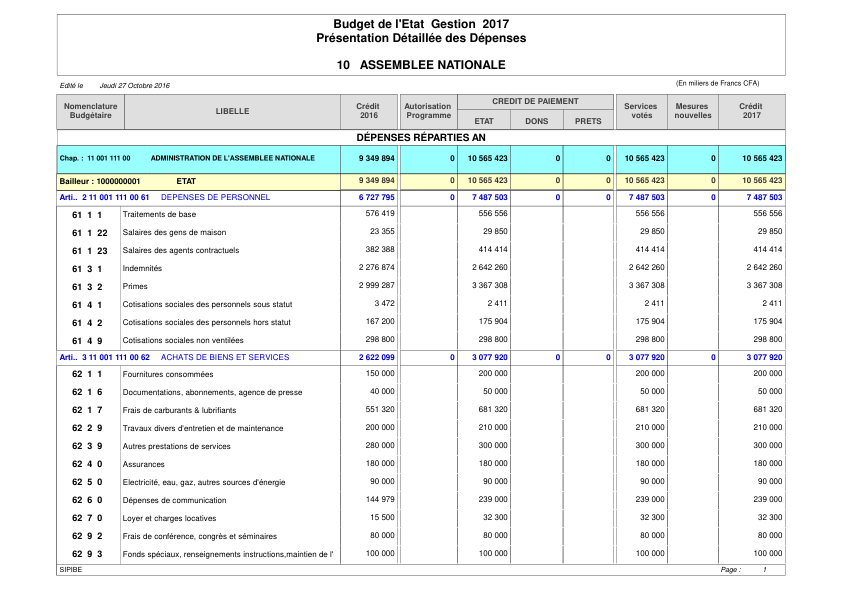 Budget de l'Etat Gestion 2017
Présentation Détaillée des Dépenses
10 ASSEMBLEE NATIONALE
Edité le Jeudi 27 Octobre 2016 (En miliers de Francs CFA)
Nomenclature Budgétaire LIBELLE Crédit 2016 Autorisation Programme CREDIT DE PAIEMENT ETAT DONS PRETS Services votés Mesures nouvelles Crédit 2017
DÉPENSES RÉPARTIES AN
Chap. : 11 001 111 00 ADMINISTRATION DE L'ASSEMBLEE NATIONALE 9 349 894 0 10 565 423 0 0 10 565 423 0 10 565 423
Bailleur : 1000000001 ETAT 9 349 894 0 10 565 423 0 0 10 565 423 0 10 565 423
Arti.. 2 11 001 111 00 61 DEPENSES DE PERSONNEL 6 727 795 0 7 487 503 0 0 7 487 503 0 7 487 503
61 1 1 Traitements de base 576 419 556 556 556 556 556 556
61 1 22 Salaires des gens de maison 23 355 29 850 29 850 29 850
61 1 23 Salaires des agents contractuels 382 388 414 414 414 414 414 414
61 3 1 Indemnités 2 276 874 2 642 260 2 642 260 2 642 260
61 3 2 Primes 2 999 287 3 367 308 3 367 308 3 367 308
61 4 1 Cotisations sociales des personnels sous statut 3 472 2 411 2 411 2 411
61 4 2 Cotisations sociales des personnels hors statut 167 200 175 904 175 904 175 904
61 4 9 Cotisations sociales non ventilées 298 800 298 800 298 800 298 800
Arti.. 3 11 001 111 00 62 ACHATS DE BIENS ET SERVICES 2 622 099 0 3 077 920 0 0 3 077 920 0 3 077 920
62 1 1 Fournitures consommées 150 000 200 000 200 000 200 000
62 1 6 Documentations, abonnements, agence de presse 40 000 50 000 50 000 50 000
62 1 7 Frais de carburants & lubrifiants 551 320 681 320 681 320 681 320
62 2 9 Travaux divers d'entretien et de maintenance 200 000 210 000 210 000 210 000
62 3 9 Autres prestations de services 280 000 300 000 300 000 300 000
62 4 0 Assurances 180 000 180 000 180 000 180 000
62 5 0 Electricité, eau, gaz, autres sources d'énergie 90 000 90 000 90 000 90 000
62 6 0 Dépenses de communication 144 979 239 000 239 000 239 000
62 7 0 Loyer et charges locatives 15 500 32 300 32 300 32 300
62 9 2 Frais de conférence, congrès et séminaires 80 000 80 000 80 000 80 000
62 9 3 Fonds spéciaux, renseignements instructions,maintien de l' 100 000 100 000 100 000 100 000
SIPIBE Page : 1